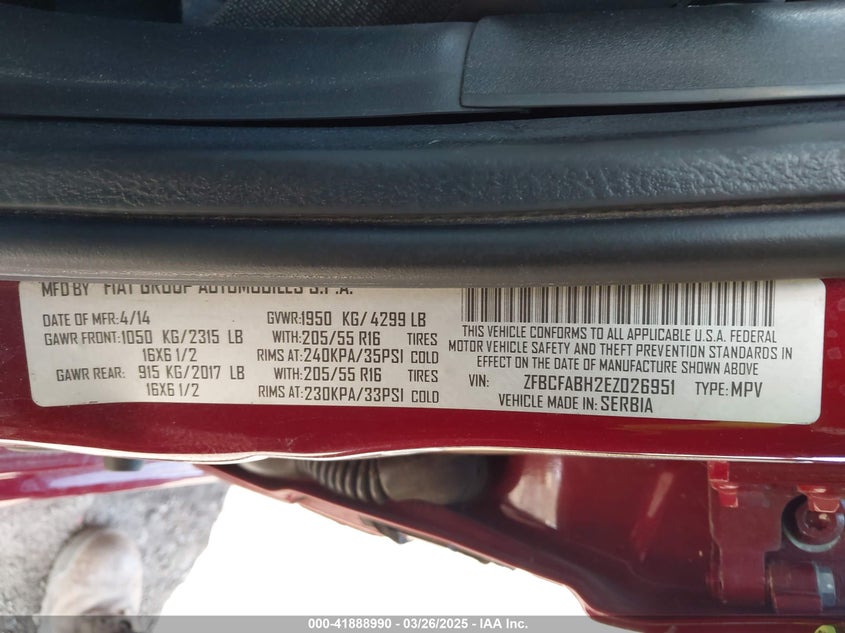 MFD BY FIAT GROUP AUTOMOBILES S.P.A.
DATE OF MFR:4/14 GVWR:1950 KG/ 4299 LB
GAWR FRONT:1050 KG/2315 LB WITH:205/55 R16 TIRES
16X6 1/2 RIMS AT:240KPA/35PSI COLD
GAWR REAR: 915 KG/2017 LB WITH:205/55 R16 TIRES
16X6 1/2 RIMS AT:230KPA/33PSI COLD
THIS VEHICLE CONFORMS TO ALL APPLICABLE U.S.A. FEDERAL
MOTOR VEHICLE SAFETY AND THEFT PREVENTION STANDARDS IN
EFFECT ON THE DATE OF MANUFACTURE SHOWN ABOVE
VIN: ZFBCFABH2EZ026951 TYPE: MPV
VEHICLE MADE IN: SERBIA
000-41888990 - 03/26/2025 - IAA Inc.